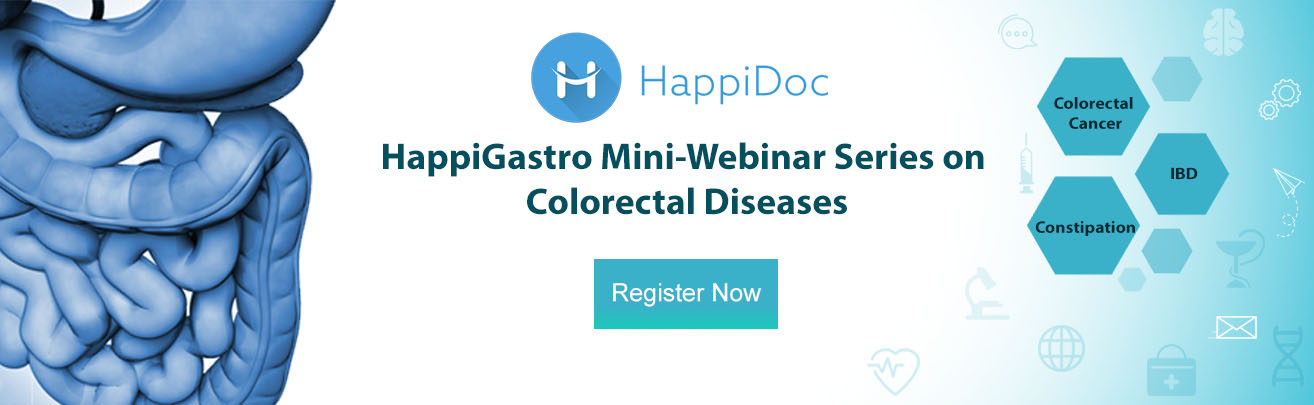 HappiDoc
HappiGastro Mini-Webinar Series on
Colorectal Diseases
Register Now
Colorectal
Cancer
IBD
Constipation